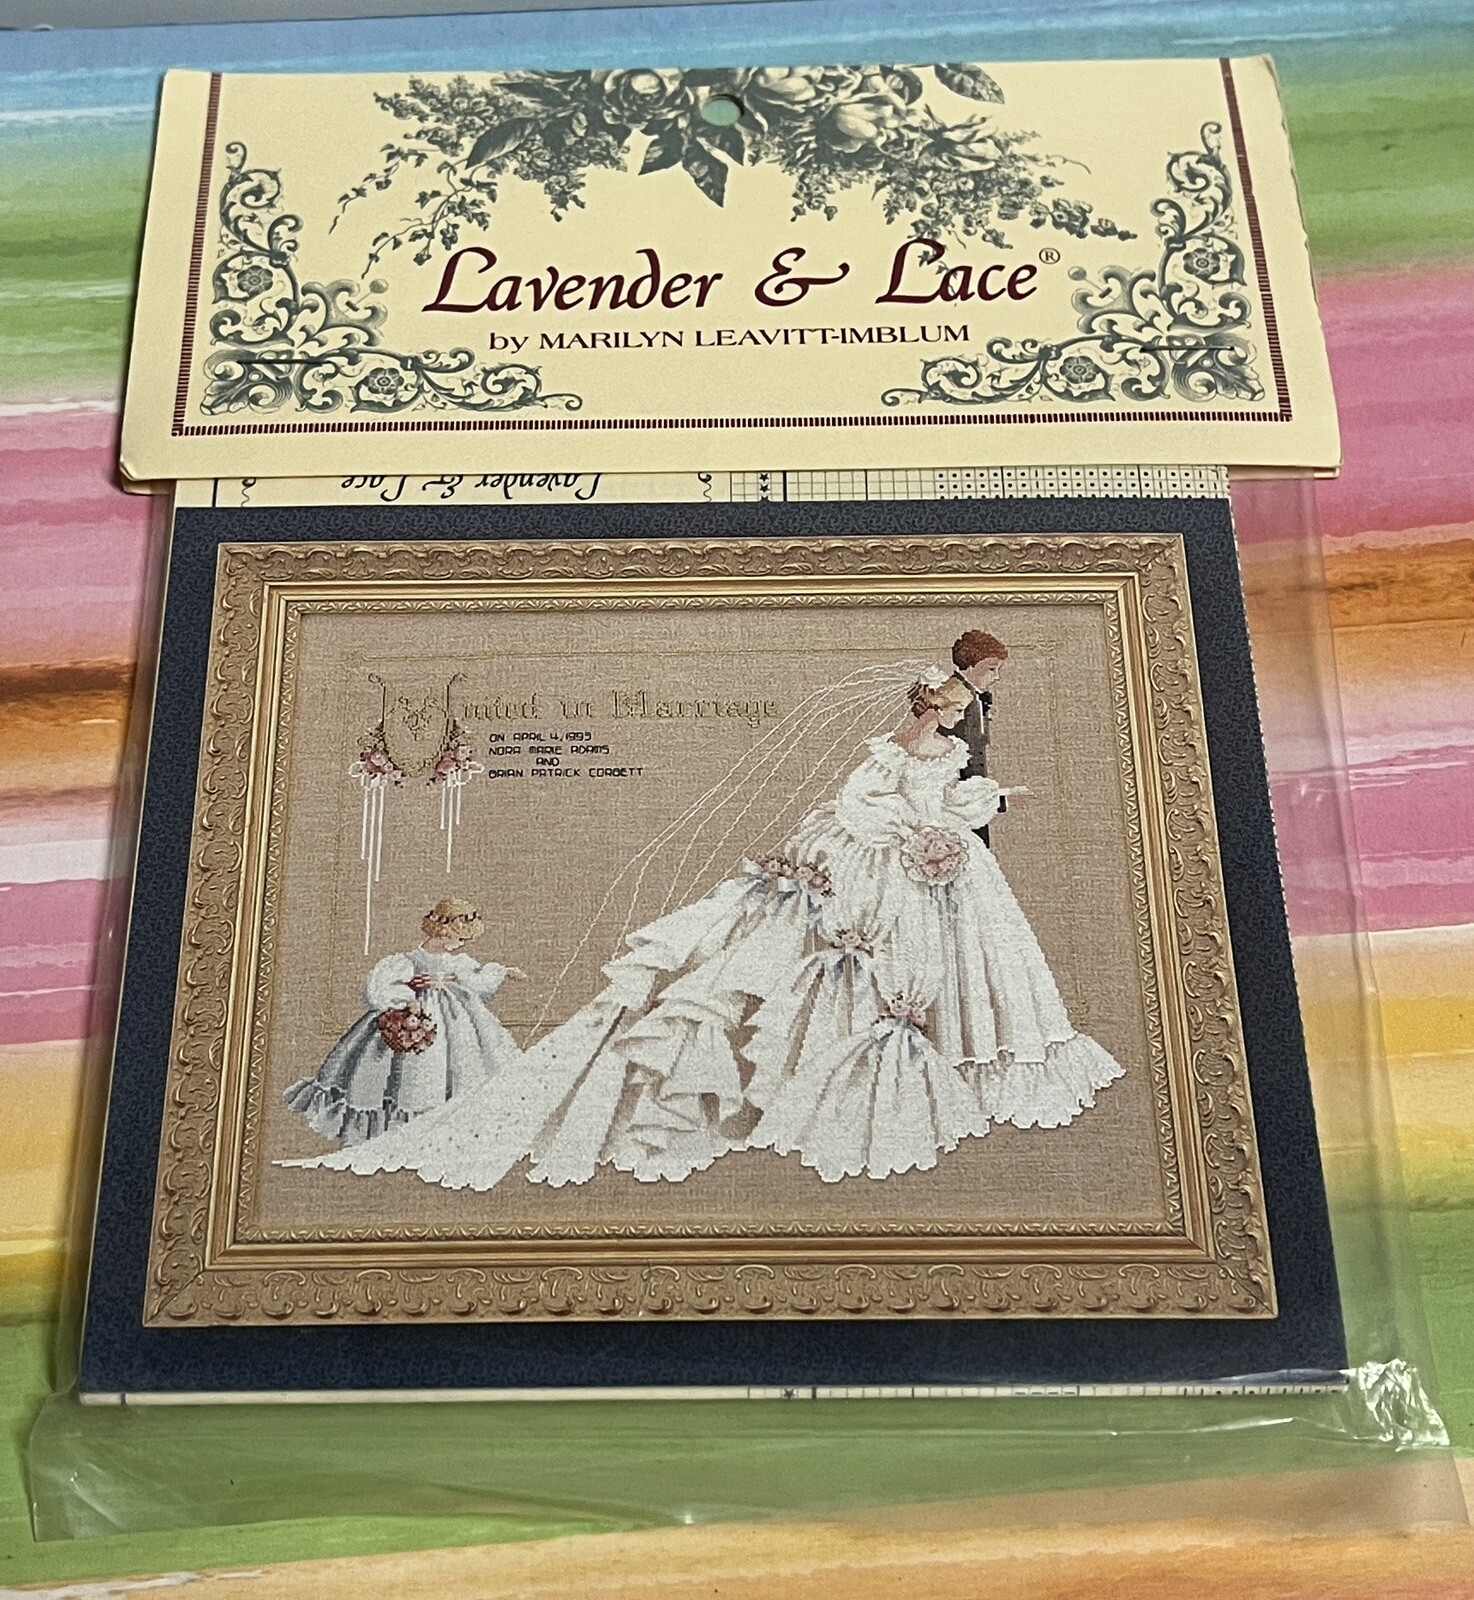 Lavender & Lace®
by MARILYN LEAVITT-IMBLUM
Lavender & Lace
United in Marriage
ON APRIL 4, 1993
NORA MARIE ADAMS
AND
BRIAN PATRICK CORBETT